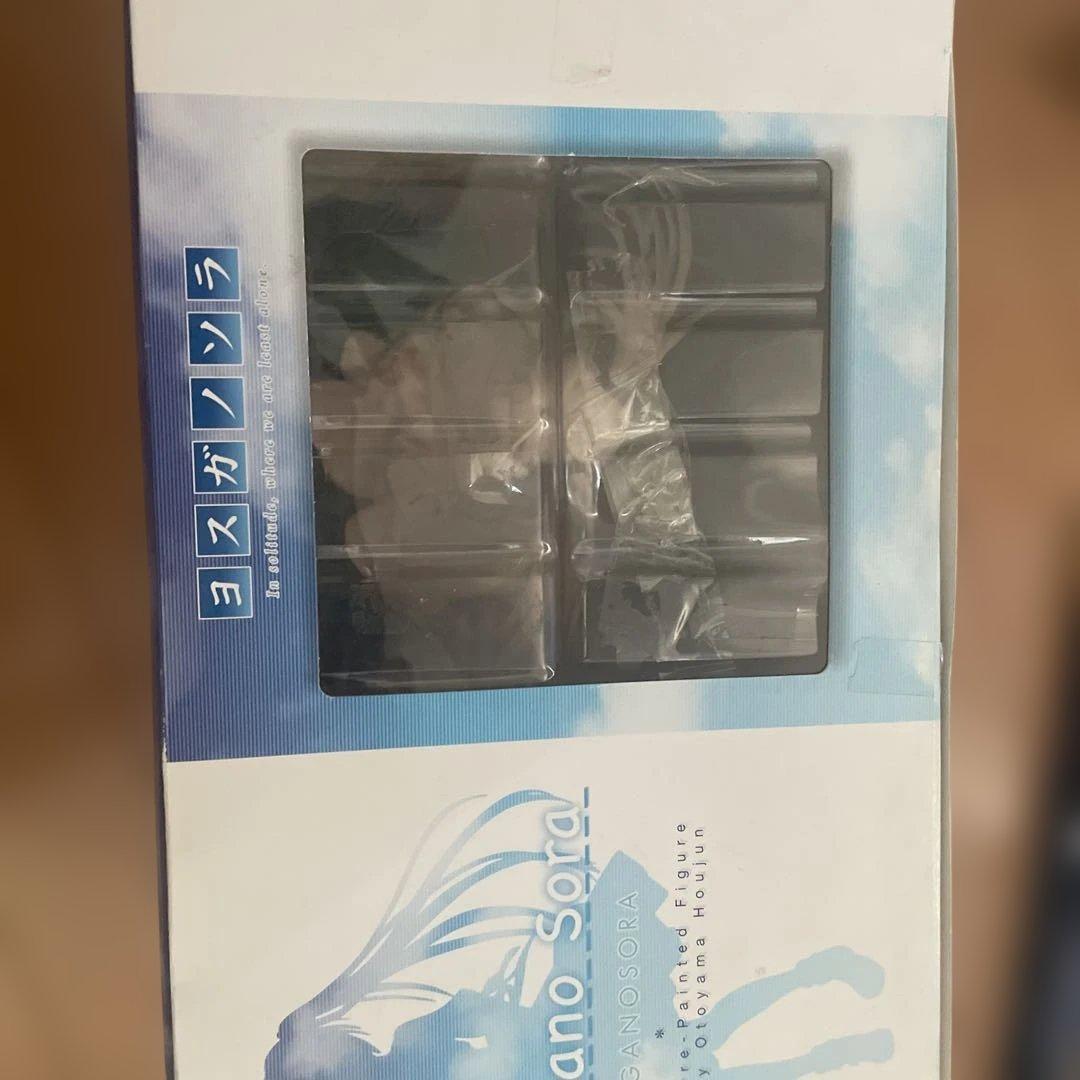 ヨスガノソラ
In solitude, where we are least alone.
ano Sora
GANOSORA
*
re-Painted Figure
y Otoyama Houjun